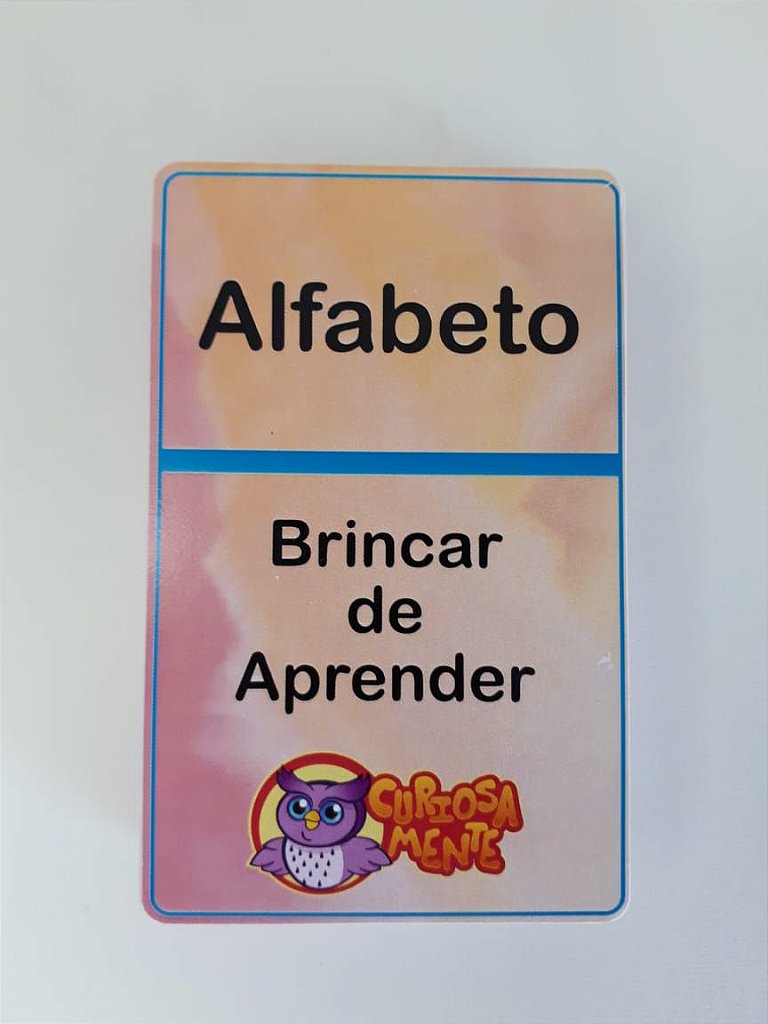 Alfabeto
Brincar
de
Aprender
CURIOSA
MENTE